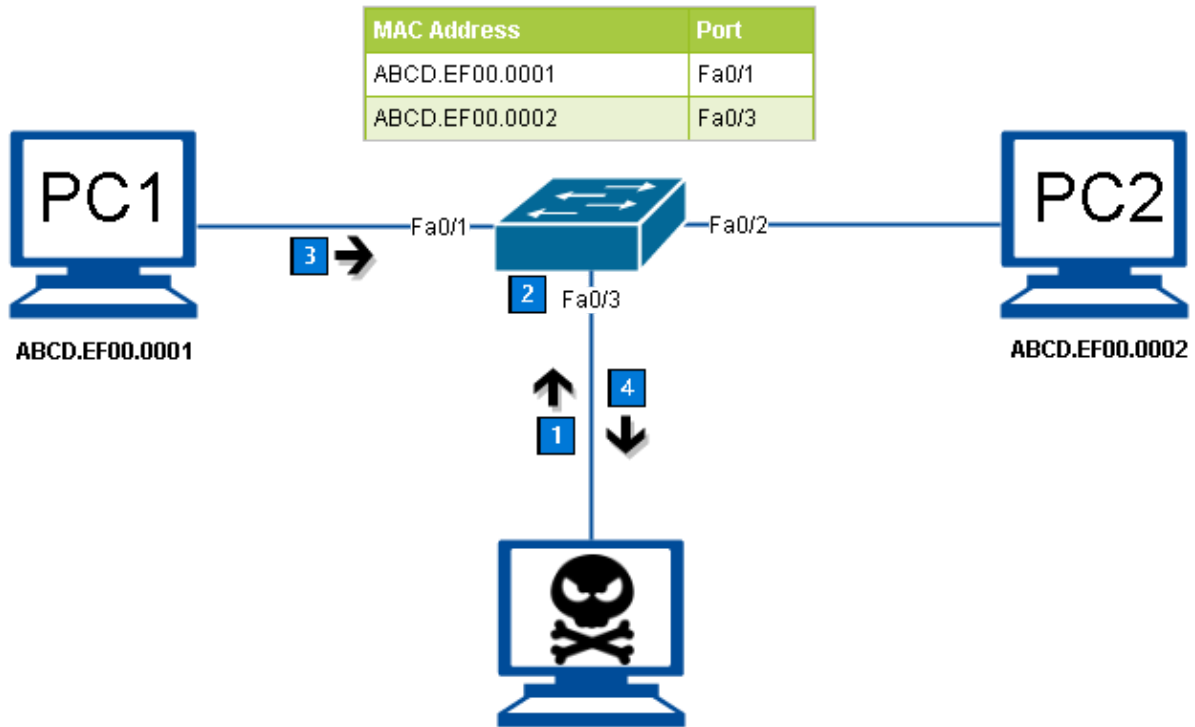 MAC Address Port
ABCD.EF00.0001 Fa0/1
ABCD.EF00.0002 Fa0/3
PC1
PC2
Fa0/1
Fa0/2
3
2
Fa0/3
ABCD.EF00.0001
ABCD.EF00.0002
4
1